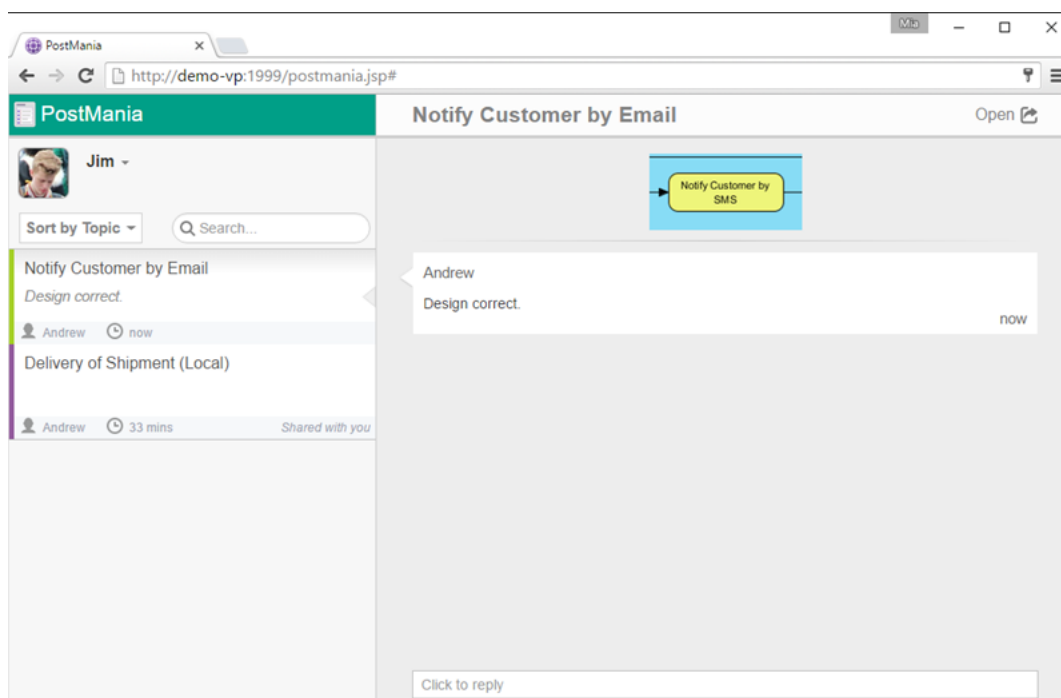 Mia
PostMania
http://demo-vp:1999/postmania.jsp#
PostMania
Notify Customer by Email
Open
Jim
Sort by Topic
Search...
Notify Customer by Email
Design correct.
Andrew
now
Delivery of Shipment (Local)
Andrew
33 mins
Shared with you
Notify Customer by
SMS
Andrew
Design correct.
now
Click to reply